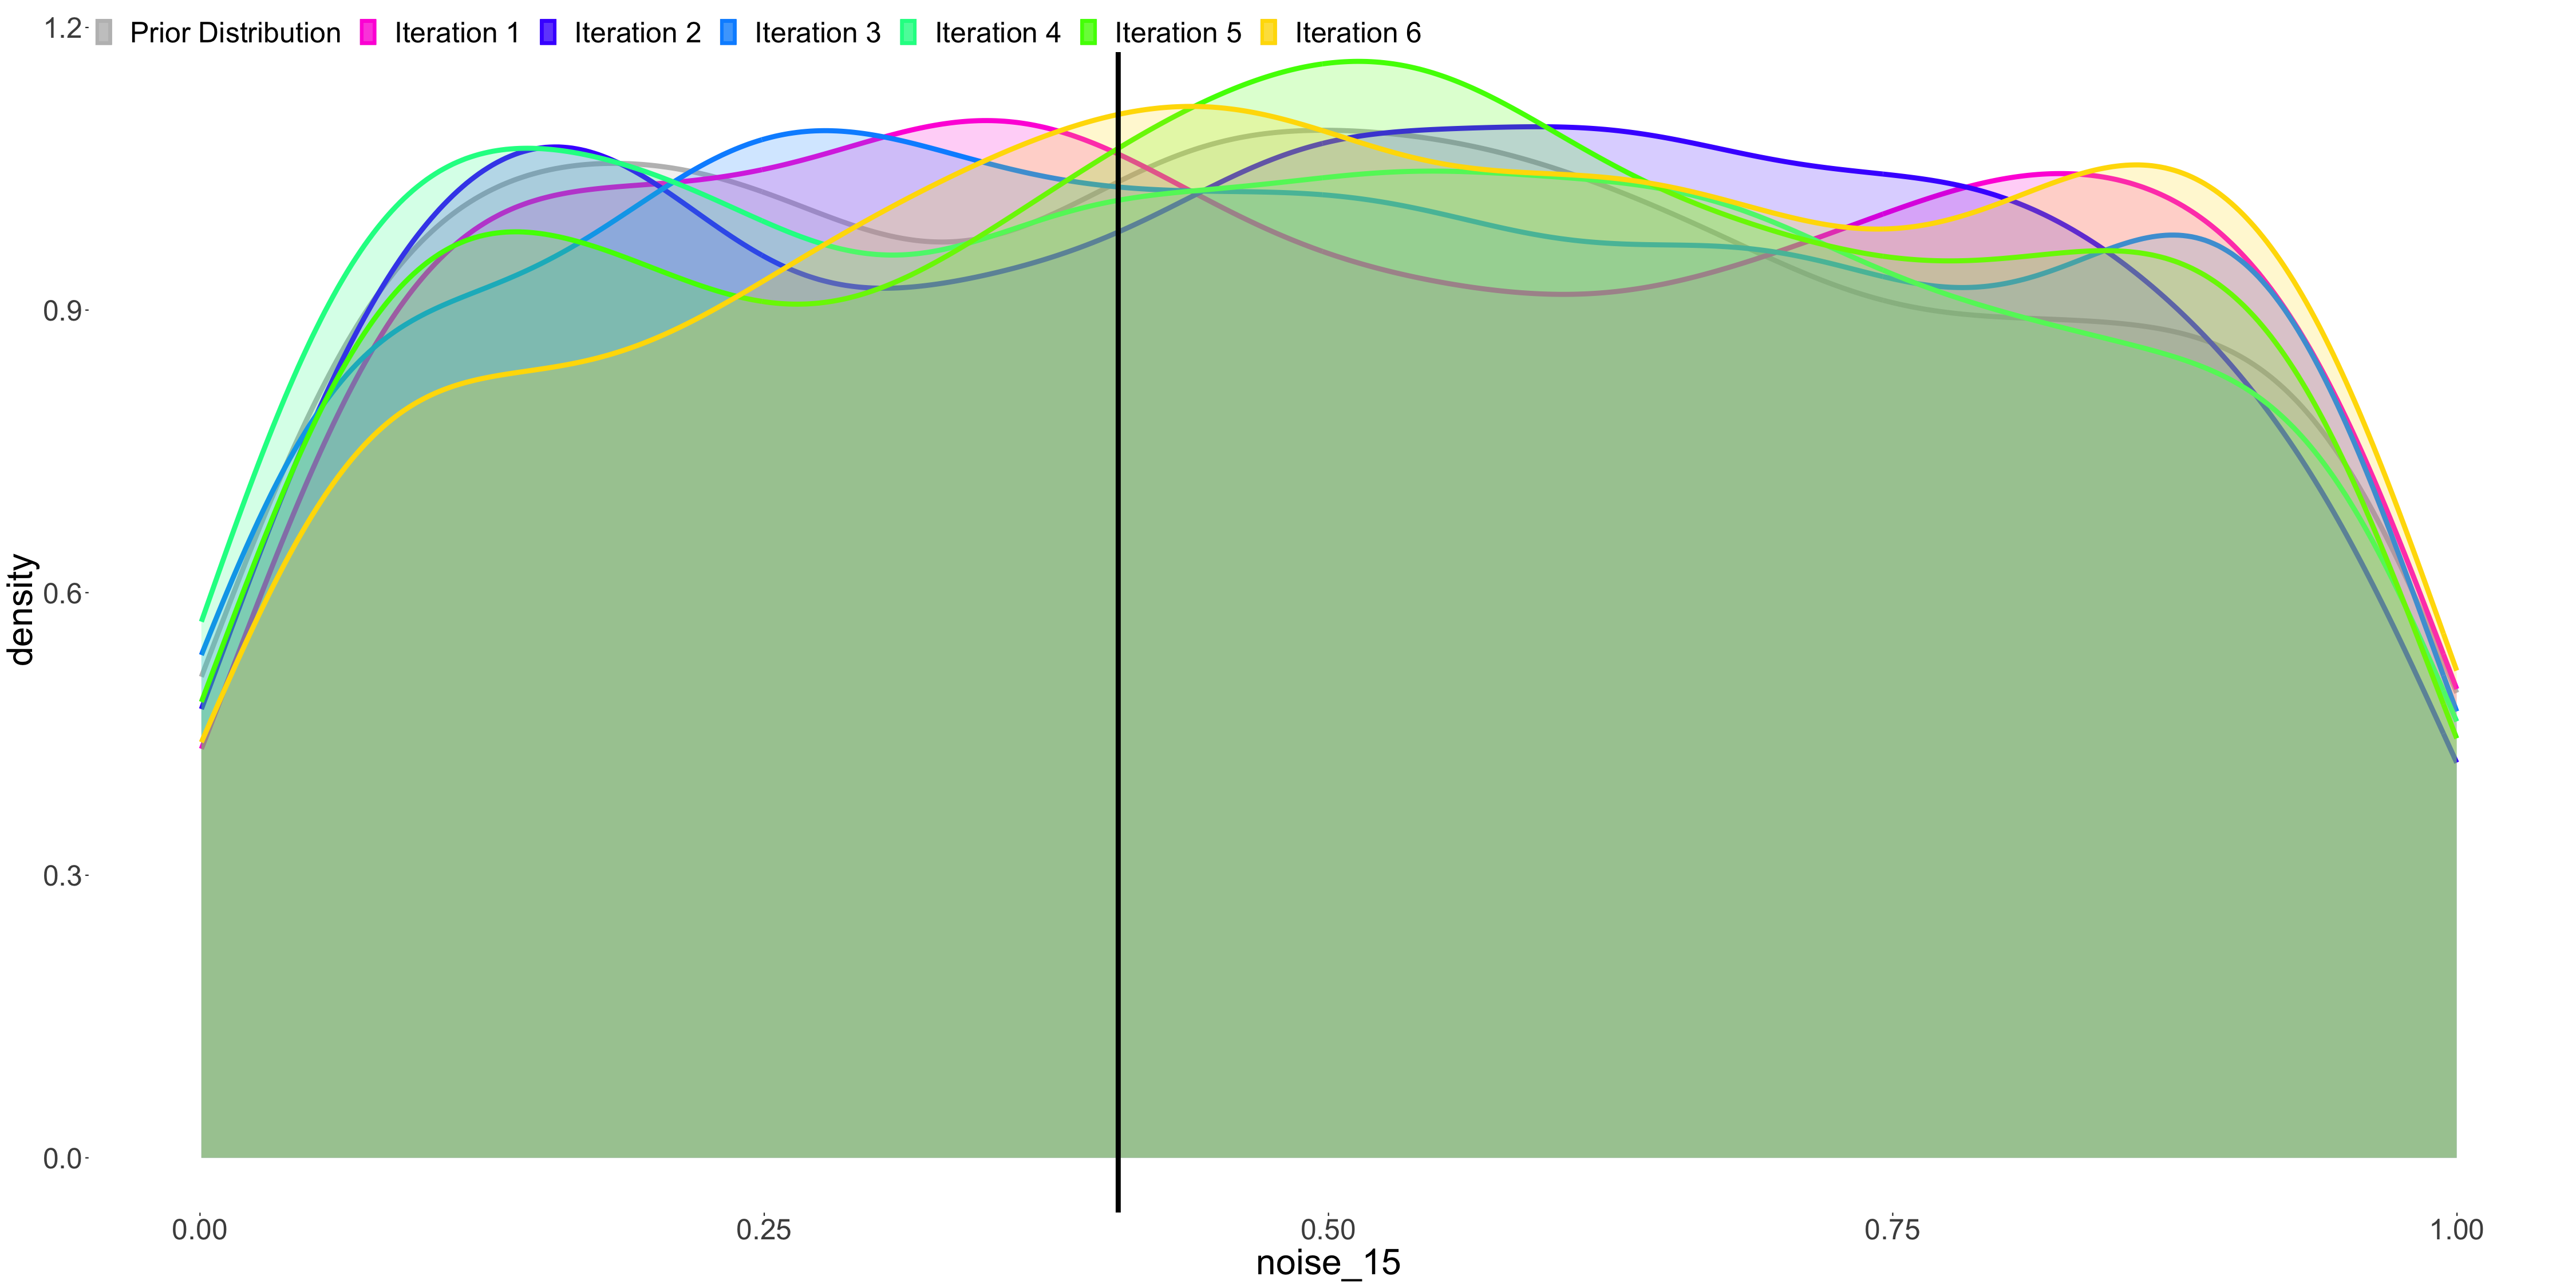 Prior Distribution Iteration 1 Iteration 2 Iteration 3 Iteration 4 Iteration 5 Iteration 6
1.2
0.9
0.6
0.3
0.0
density
0.00 0.25 0.50 0.75 1.00
noise_15